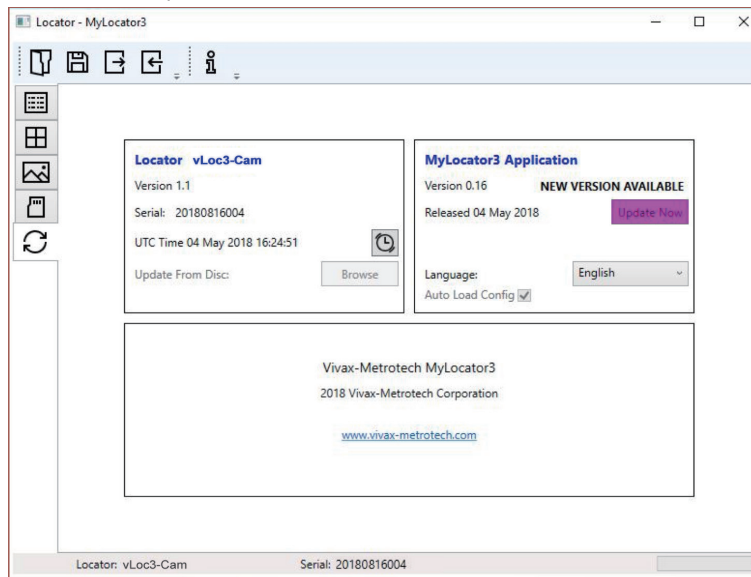 Locator - MyLocator3
Locator vLoc3-Cam
Version 1.1
Serial: 20180816004
UTC Time 04 May 2018 16:24:51
Update From Disc:
Browse
MyLocator3 Application
Version 0.16
NEW VERSION AVAILABLE
Released 04 May 2018
Update Now
Language:
English
Auto Load Config
Vivax-Metrotech MyLocator3
2018 Vivax-Metrotech Corporation
www.vivax-metrotech.com
Locator: vLoc3-Cam
Serial: 20180816004